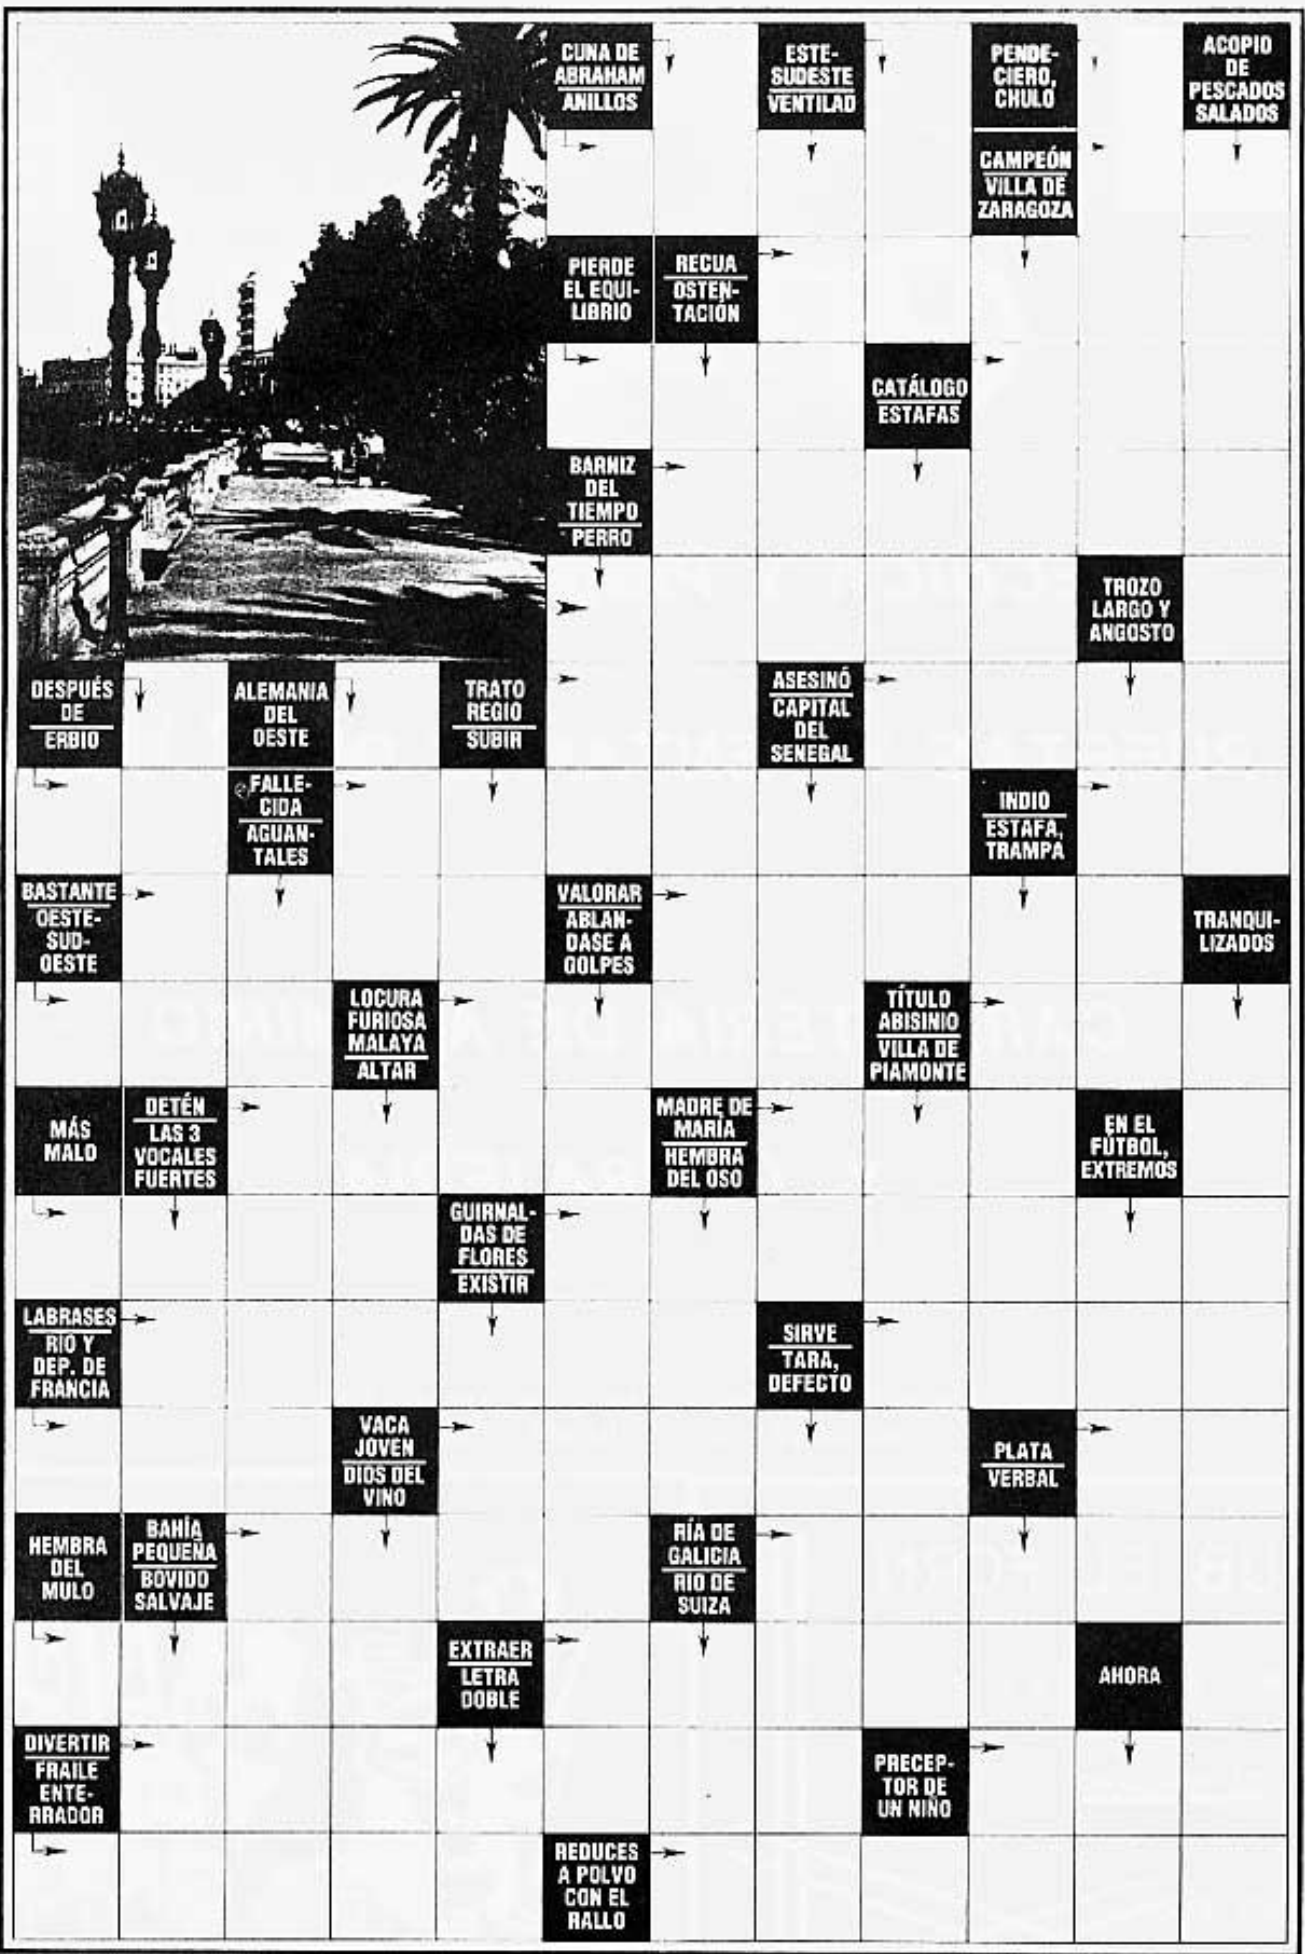 CUNA DE
ABRAHAM
ANILLOS
ESTE-
SUDESTE
VENTILAD
PENDE-
CIERO,
CHULO
ACOPIO
DE
PESCADOS
SALADOS
CAMPEÓN
VILLA DE
ZARAGOZA
PIERDE
EL EQUI-
LIBRIO
RECUA
OSTEN-
TACIÓN
CATÁLOGO
ESTAFAS
BARNIZ
DEL
TIEMPO
PERRO
TROZO
LARGO Y
ANGOSTO
DESPUÉS
DE
ERBIO
ALEMANIA
DEL
OESTE
TRATO
REGIO
SUBIR
ASESINÓ
CAPITAL
DEL
SENEGAL
FALLE-
CIDA
AGUAN-
TALES
INDIO
ESTAFA,
TRAMPA
BASTANTE
OESTE-
SUD-
OESTE
VALORAR
ABLAN-
DASE A
GOLPES
TRANQUI-
LIZADOS
LOCURA
FURIOSA
MALAYA
ALTAR
TÍTULO
ABISINIO
VILLA DE
PIAMONTE
MÁS
MALO
DETÉN
LAS 3
VOCALES
FUERTES
MADRE DE
MARÍA
HEMBRA
DEL OSO
EN EL
FÚTBOL,
EXTREMOS
GUIRNAL-
DAS DE
FLORES
EXISTIR
LABRASES
RIO Y
DEP. DE
FRANCIA
SIRVE
TARA,
DEFECTO
VACA
JOVEN
DIOS DEL
VINO
PLATA
VERBAL
HEMBRA
DEL
MULO
BAHÍA
PEQUEÑA
BOVIDO
SALVAJE
RÍA DE
GALICIA
RIO DE
SUIZA
EXTRAER
LETRA
DOBLE
AHORA
DIVERTIR
FRAILE
ENTE-
RRADOR
PRECEP-
TOR DE
UN NIÑO
REDUCES
A POLVO
CON EL
RALLO